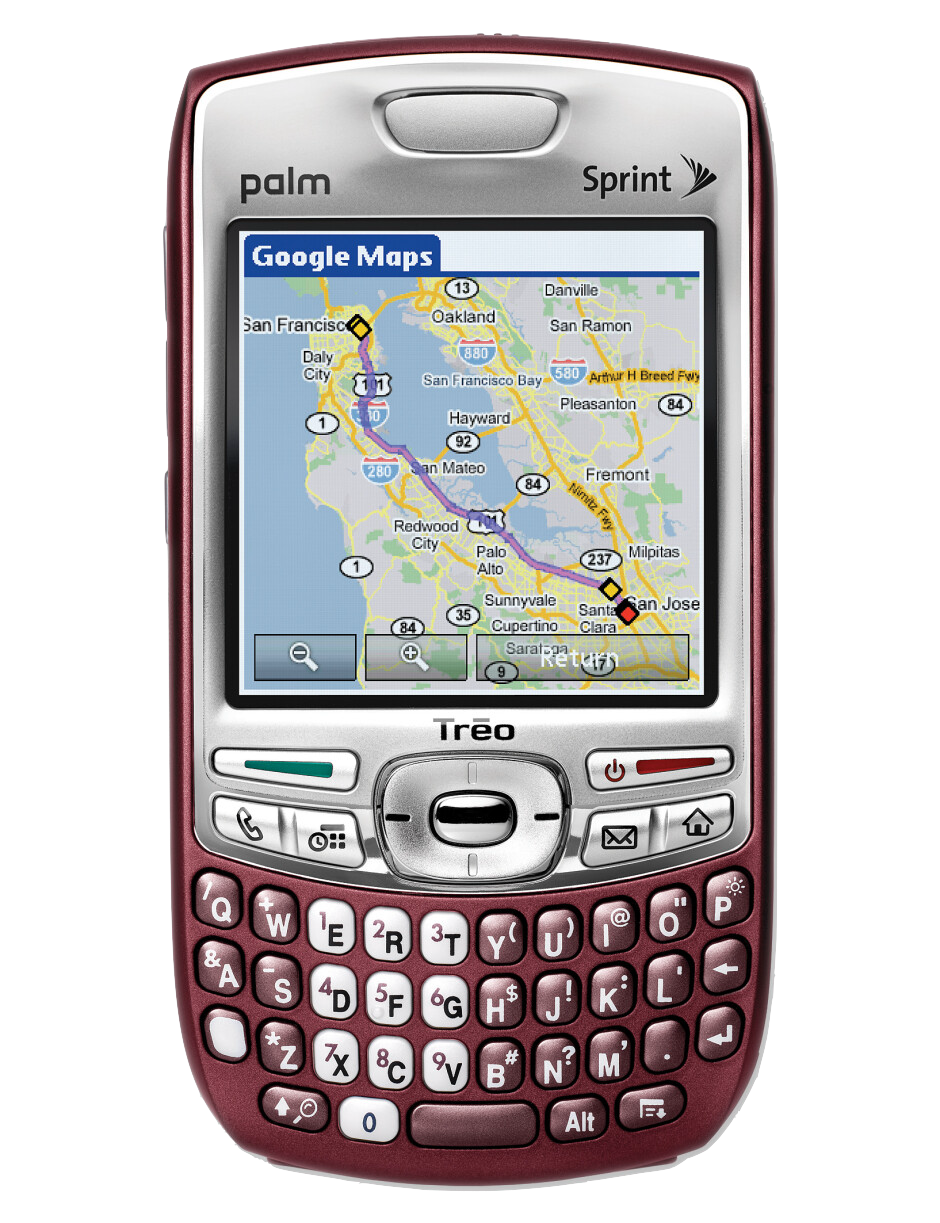 palm
Sprint
Google Maps
13
Danville
San Francisc
Oakland
San Ramon
880
Daly
City
580
Arthur H Breed Fwy
101
San Francisco Bay
Pleasanton
84
1
Hayward
92
280
San Mateo
Fremont
84
Nimitz Fwy
Redwood
City
101
Palo
Alto
237
Milpitas
1
Sunnyvale
Santa
Clara
San Jose
35
Cupertino
84
Saratoga
Return
9
17
Trēo
/ Q
+ W
1 E
2 R
3 T
Y (
U )
I @
O "
P
& A
- S
4 D
5 F
6 G
H $
J !
K :
L '
* Z
7 X
8 C
9 V
B #
N ?
M ,
.
0
Alt